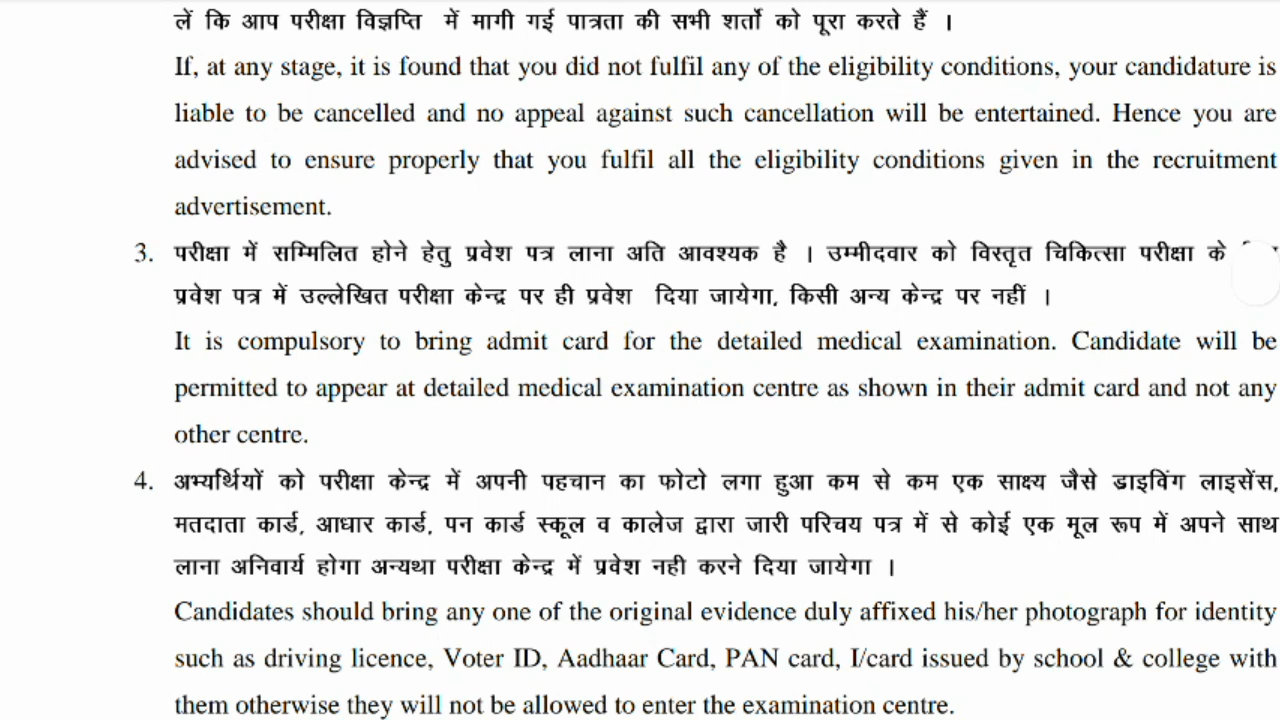 लें कि आप परीक्षा विज्ञप्ति में मागी गई पात्रता की सभी शर्तों को पूरा करते हैं ।
If, at any stage, it is found that you did not fulfil any of the eligibility conditions, your candidature is
liable to be cancelled and no appeal against such cancellation will be entertained. Hence you are
advised to ensure properly that you fulfil all the eligibility conditions given in the recruitment
advertisement.
3. परीक्षा में सम्मिलित होने हेतु प्रवेश पत्र लाना अति आवश्यक है । उम्मीदवार को विस्तृत चिकित्सा परीक्षा के
प्रवेश पत्र में उल्लेखित परीक्षा केन्द्र पर ही प्रवेश दिया जायेगा, किसी अन्य केन्द्र पर नहीं ।
It is compulsory to bring admit card for the detailed medical examination. Candidate will be
permitted to appear at detailed medical examination centre as shown in their admit card and not any
other centre.
4. अभ्यर्थियों को परीक्षा केन्द्र में अपनी पहचान का फोटो लगा हुआ कम से कम एक साक्ष्य जैसे डाइविंग लाइसेंस,
मतदाता कार्ड, आधार कार्ड, पन कार्ड स्कूल व कालेज द्वारा जारी परिचय पत्र में से कोई एक मूल रूप में अपने साथ
लाना अनिवार्य होगा अन्यथा परीक्षा केन्द्र में प्रवेश नही करने दिया जायेगा ।
Candidates should bring any one of the original evidence duly affixed his/her photograph for identity
such as driving licence, Voter ID, Aadhaar Card, PAN card, I/card issued by school & college with
them otherwise they will not be allowed to enter the examination centre.